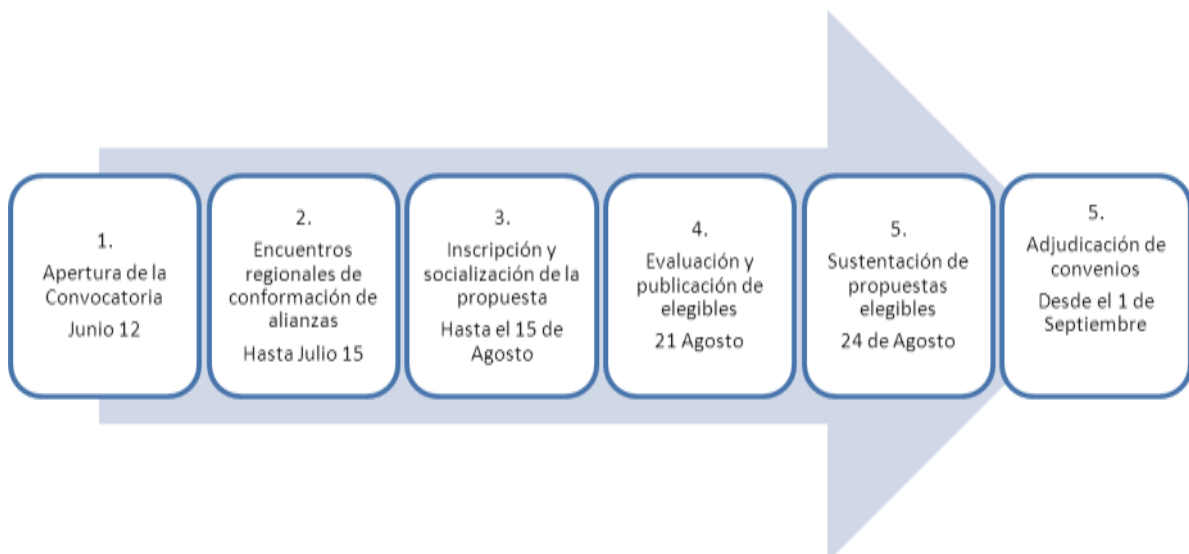 1.
Apertura de la
Convocatoria
Junio 12
2.
Encuentros
regionales de
conformación de
alianzas
Hasta Julio 15
3.
Inscripción y
socialización de la
propuesta
Hasta el 15 de
Agosto
4.
Evaluación y
publicación de
elegibles
21 Agosto
5.
Sustentación de
propuestas
elegibles
24 de Agosto
5.
Adjudicación de
convenios
Desde el 1 de
Septiembre